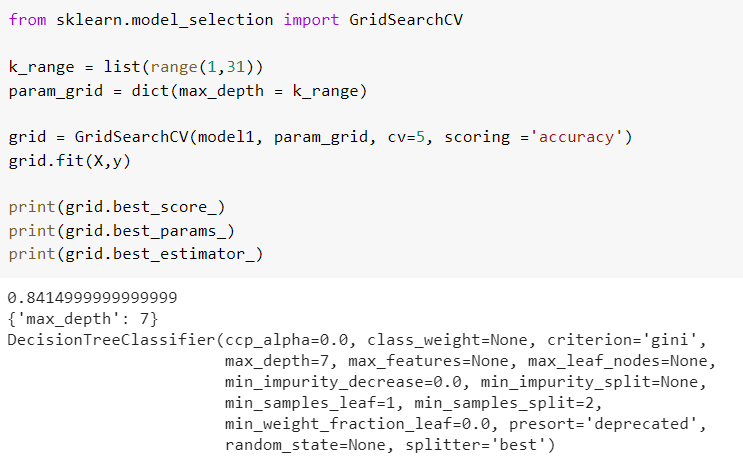 from sklearn.model_selection import GridSearchCV
k_range = list(range(1,31))
param_grid = dict(max_depth = k_range)
grid = GridSearchCV(model1, param_grid, cv=5, scoring ='accuracy')
grid.fit(X,y)
print(grid.best_score_)
print(grid.best_params_)
print(grid.best_estimator_)
0.8414999999999999
{'max_depth': 7}
DecisionTreeClassifier(ccp_alpha=0.0, class_weight=None, criterion='gini',
max_depth=7, max_features=None, max_leaf_nodes=None,
min_impurity_decrease=0.0, min_impurity_split=None,
min_samples_leaf=1, min_samples_split=2,
min_weight_fraction_leaf=0.0, presort='deprecated',
random_state=None, splitter='best')